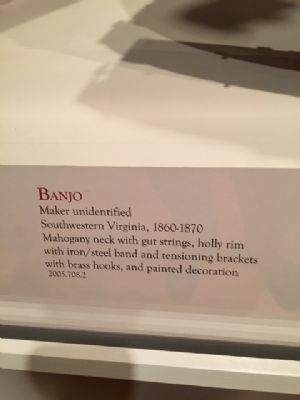 BANJO
Maker unidentified
Southwestern Virginia, 1860-1870
Mahogany neck with gut strings, holly rim
with iron/steel band and tensioning brackets
with brass hooks, and painted decoration
2005.708.2